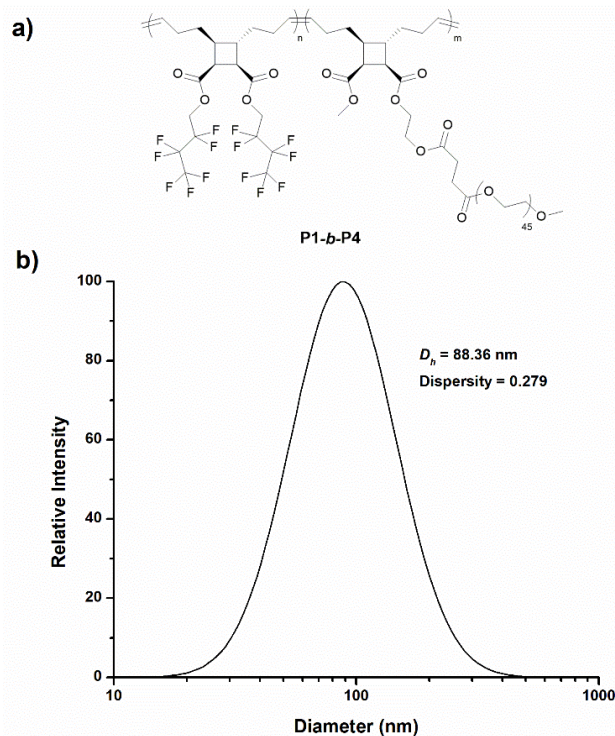 a)
n
m
O O O O
O O O O
F F F F
F F F F
F F F F
F F
O O
O O
O
45
P1-b-P4
b)
100
80
60
40
20
0
Relative Intensity
Dh = 88.36 nm
Dispersity = 0.279
10 100 1000
Diameter (nm)